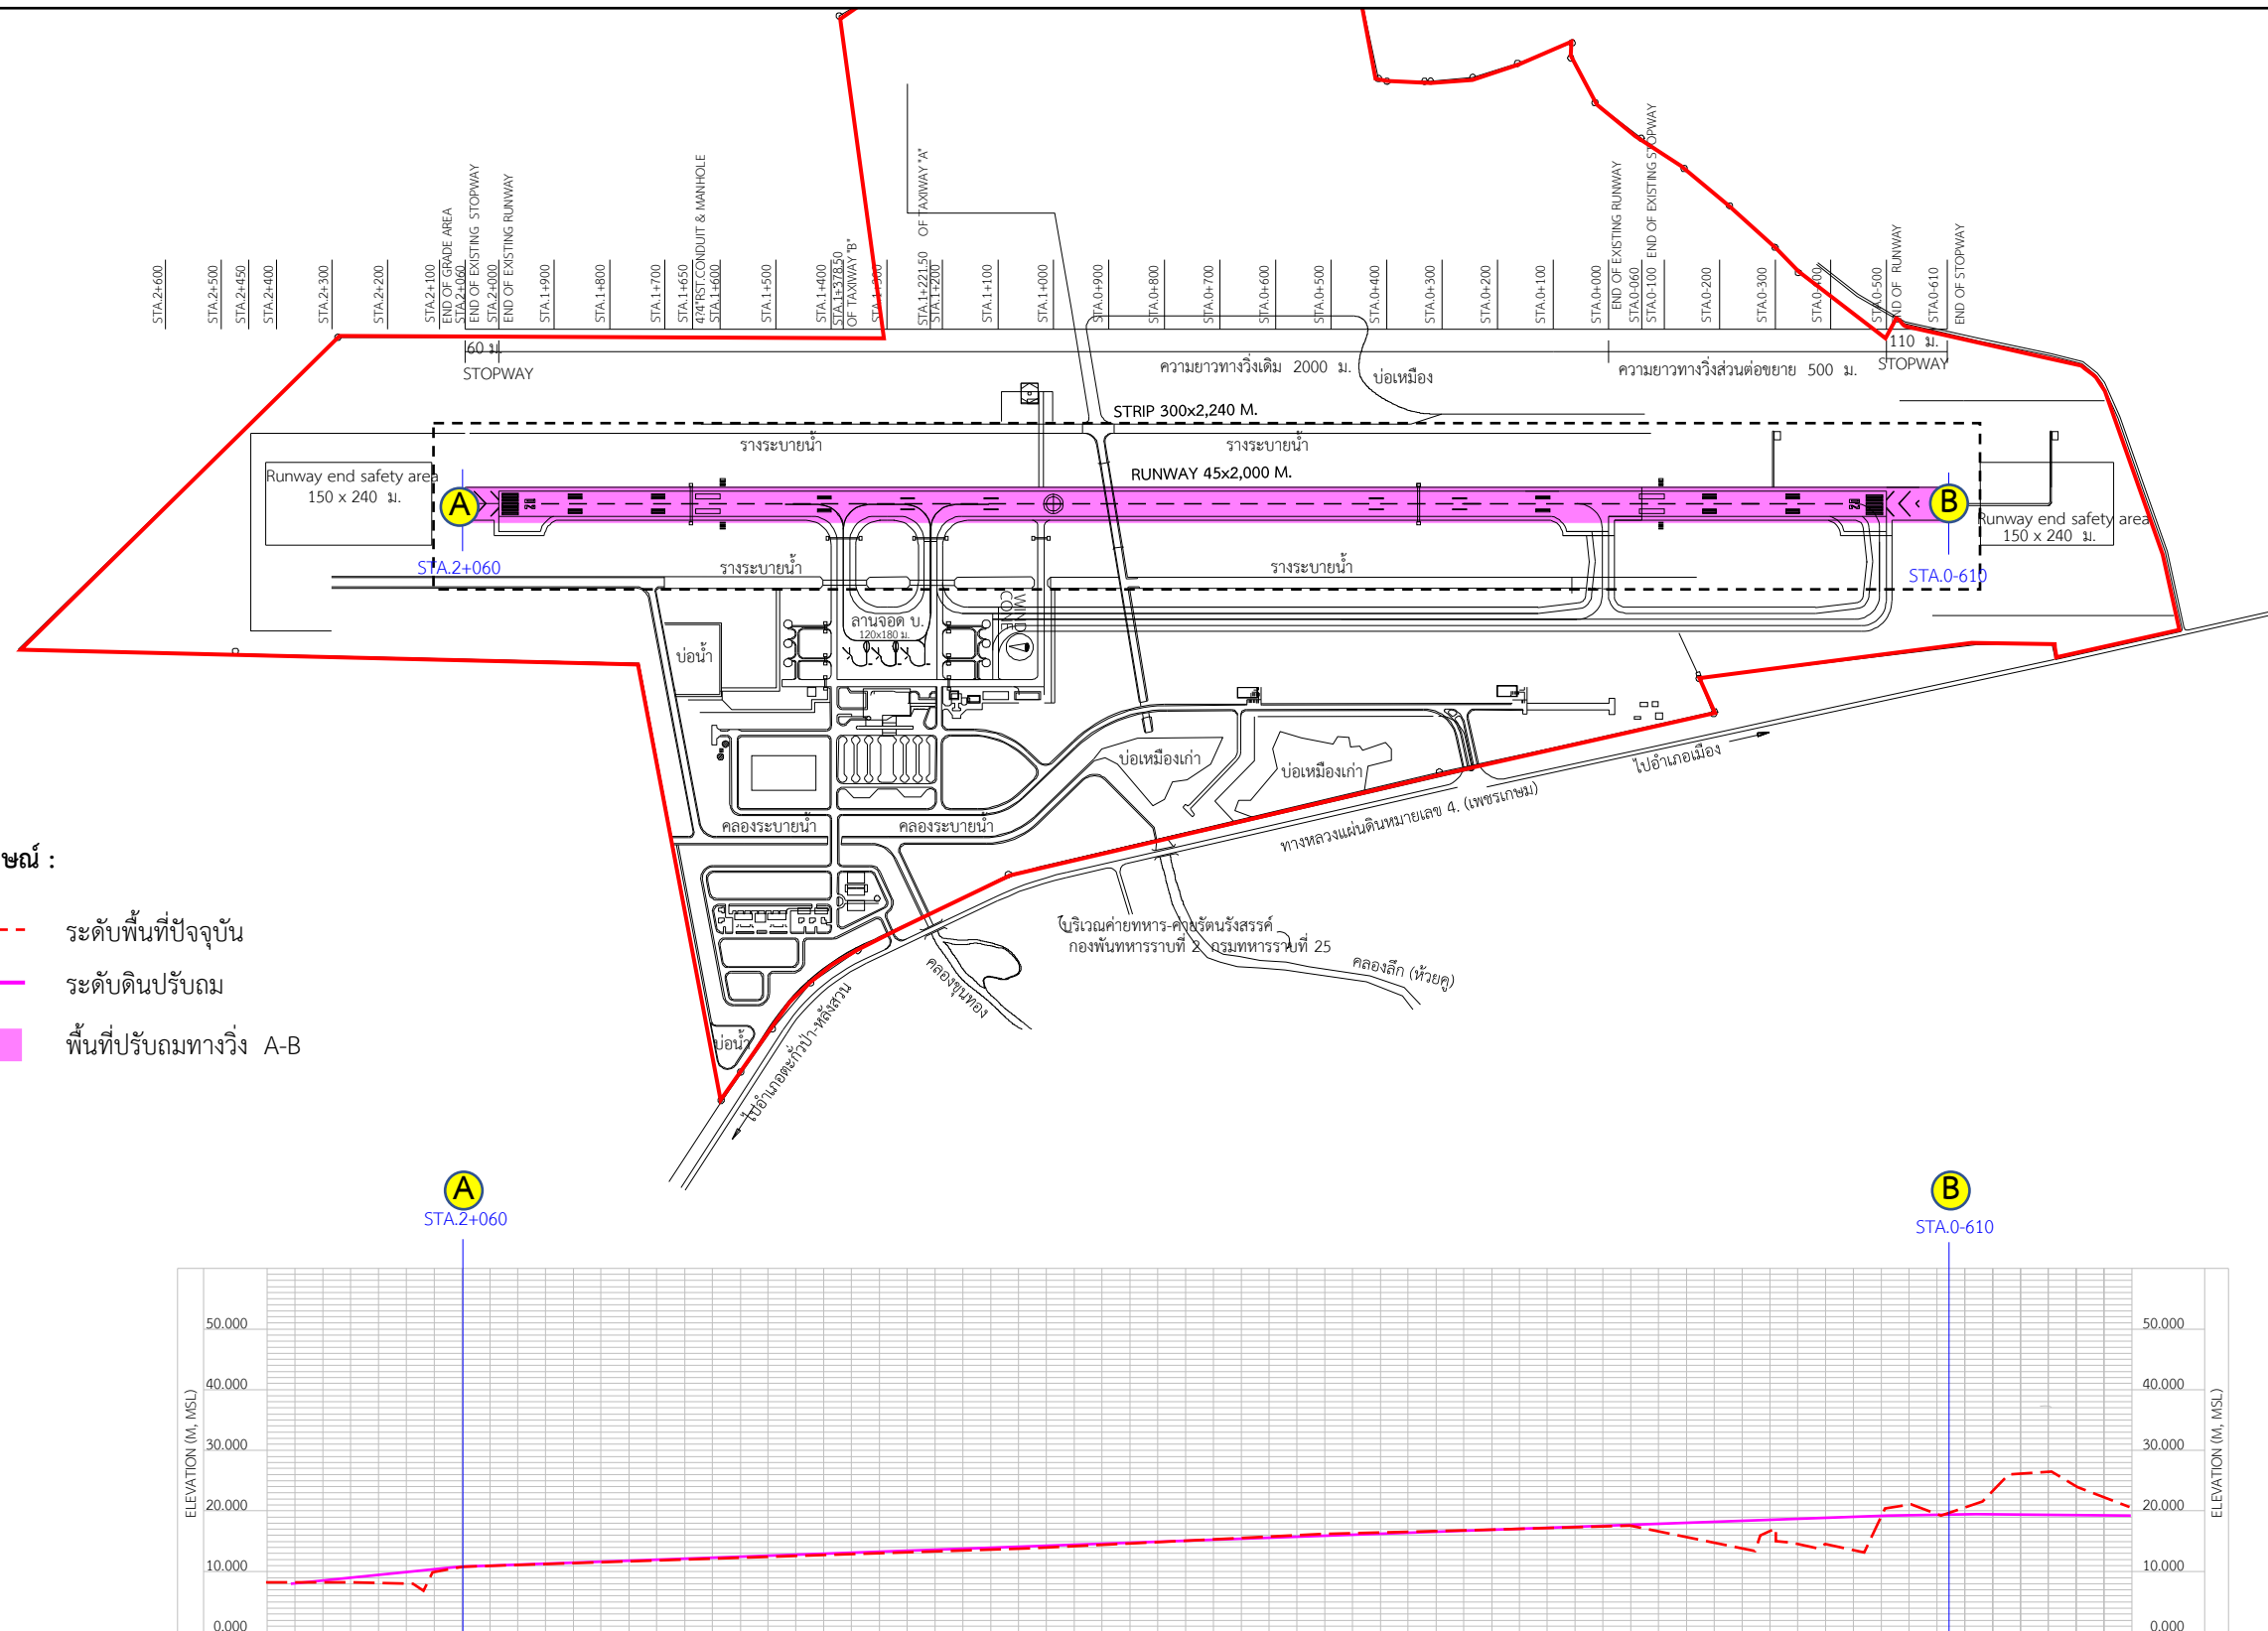 STA.2+600
STA.2+500
STA.2+450
STA.2+400
STA.2+300
STA.2+200
STA.2+100
END OF GRADE AREA
STA.2+060
END OF EXISTING STOPWAY
STA.2+000
END OF EXISTING RUNWAY
STA.1+900
STA.1+800
STA.1+700
STA.1+650
4?4"RST.CONDUIT & MANHOLE
STA.1+600
STA.1+500
STA.1+400
STA.1+378.50
OF TAXIWAY "B"
STA.1+300
STA.1+221.50 OF TAXIWAY "A"
STA.1+200
STA.1+100
STA.1+000
STA.0+900
STA.0+800
STA.0+700
STA.0+600
STA.0+500
STA.0+400
STA.0+300
STA.0+200
STA.0+100
STA.0+000
END OF EXISTING RUNWAY
STA.0-060
END OF EXISTING STOPWAY
STA.0-100
STA.0-200
STA.0-300
STA.0-400
STA.0-500
END OF RUNWAY
STA.0-610
END OF STOPWAY
60 ม.
STOPWAY
ความยาวทางวิ่งเดิม 2000 ม.
บ่อเหมือง
ความยาวทางวิ่งส่วนต่อขยาย 500 ม.
110 ม.
STOPWAY
STRIP 300x2,240 M.
รางระบายน้ำ
รางระบายน้ำ
RUNWAY 45x2,000 M.
Runway end safety area
150 x 240 ม.
A
B
Runway end safety area
150 x 240 ม.
STA.2+060
STA.0-610
รางระบายน้ำ
รางระบายน้ำ
WIND
CONE
ลานจอด บ.
120x180 ม.
บ่อน้ำ
บ่อเหมืองเก่า
บ่อเหมืองเก่า
ไปอำเภอเมือง
ทางหลวงแผ่นดินหมายเลข 4. (เพชรเกษม)
คลองระบายน้ำ
คลองระบายน้ำ
บริเวณค่ายทหาร-ค่ายรัตนรังสรรค์
กองพันทหารราบที่ 2 กรมทหารราบที่ 25
คลองลึก (ห้วยคู)
คลองขุนทอง
ไปอำเภอตะกั่วป่า-หลังสวน
บ่อน้ำ
ษณ์ :
ระดับพื้นที่ปัจจุบัน
ระดับดินปรับถม
พื้นที่ปรับถมทางวิ่ง A-B
A
STA.2+060
B
STA.0-610
ELEVATION (M, MSL)
50.000
40.000
30.000
20.000
10.000
0.000
50.000
40.000
30.000
20.000
10.000
0.000
ELEVATION (M, MSL)